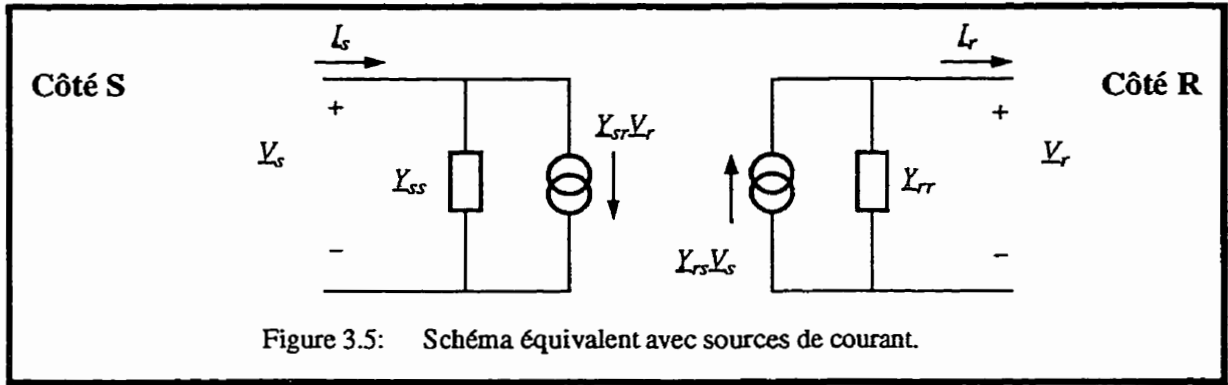 I_s
I_r
Côté S
Côté R
+
+
Y_sr V_r
V_s
Y_ss
Y_rr
V_r
−
−
Y_rs V_s
Figure 3.5: Schéma équivalent avec sources de courant.